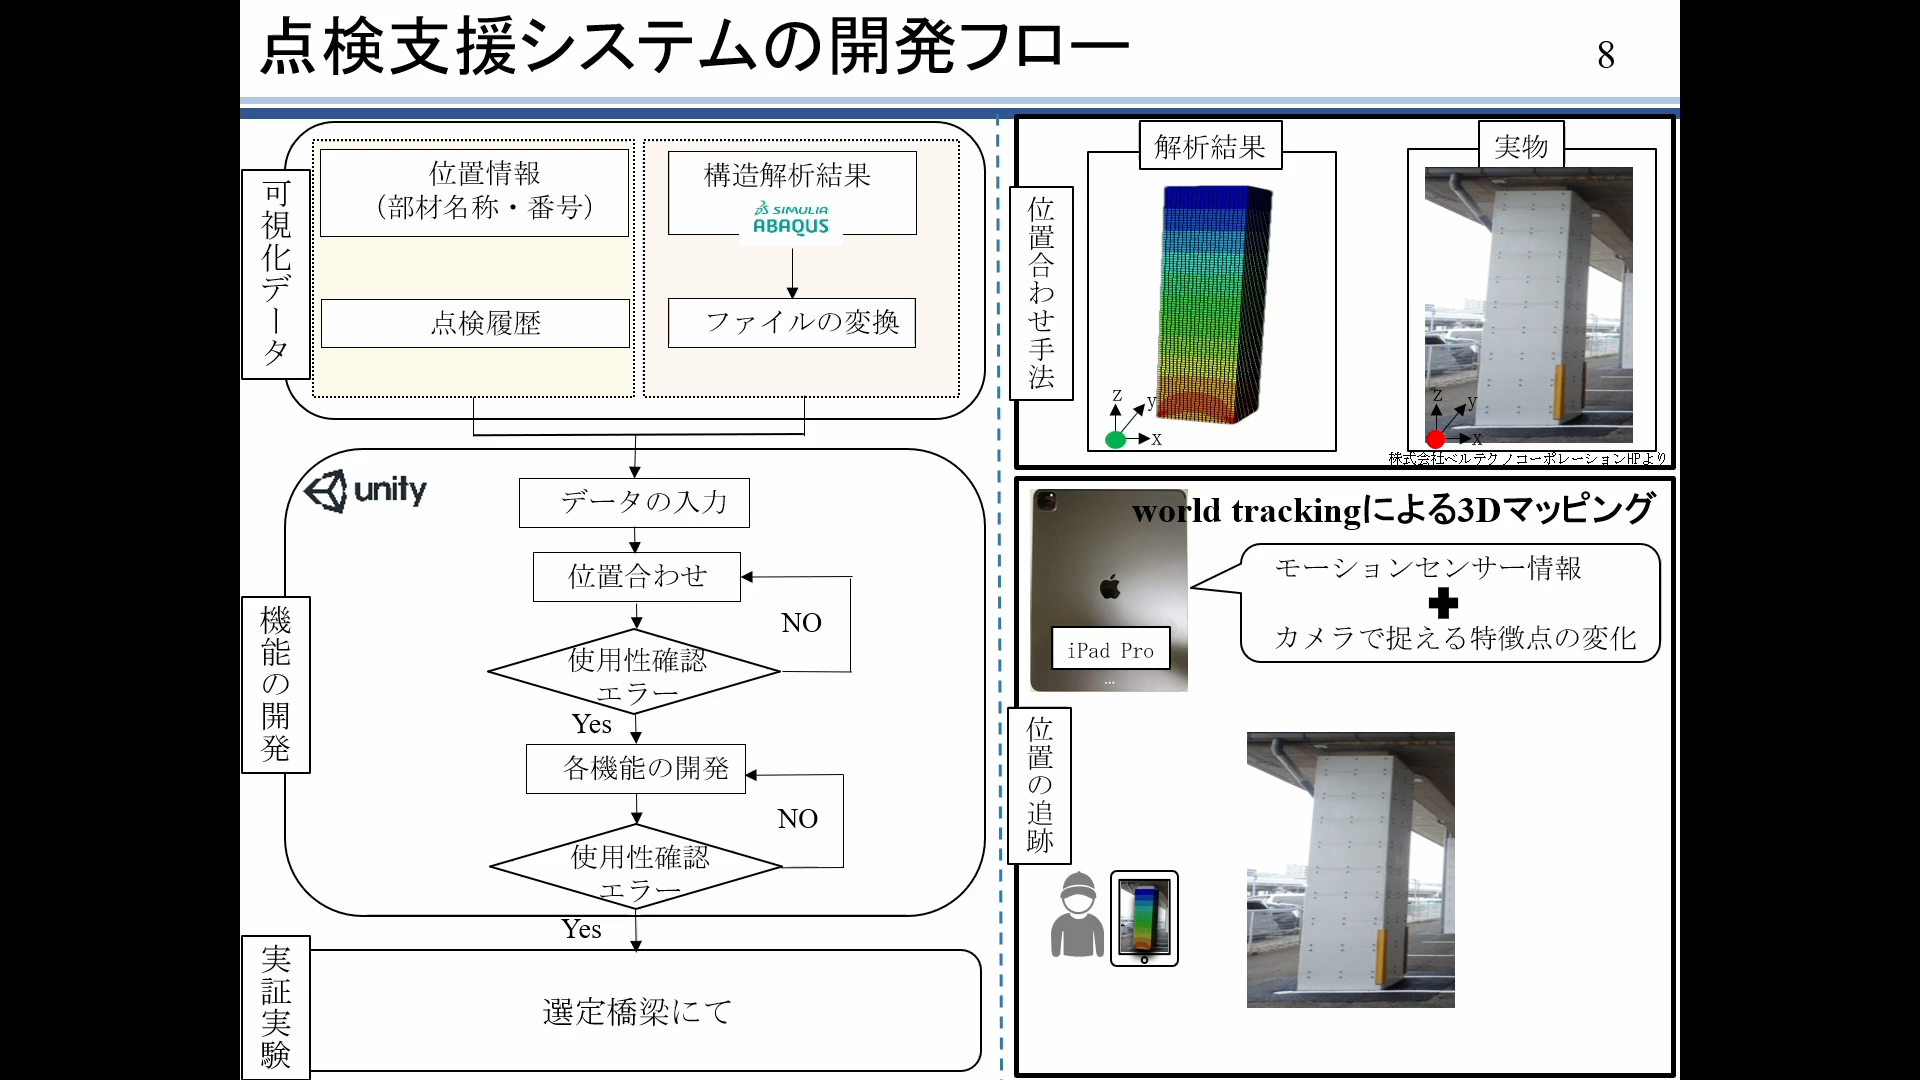 点検支援システムの開発フロー
8
可視化データ
位置情報
（部材名称・番号）
点検履歴
構造解析結果
SIMULIA
ABAQUS
ファイルの変換
機能の開発
unity
データの入力
位置合わせ
NO
使用性確認
エラー
Yes
各機能の開発
NO
使用性確認
エラー
Yes
実証実験
選定橋梁にて
位置合わせ手法
解析結果
z
y
x
実物
z
y
x
株式会社ベルテクノコーポレーションHPより
world trackingによる3Dマッピング
モーションセンサー情報
カメラで捉える特徴点の変化
iPad Pro
位置の追跡